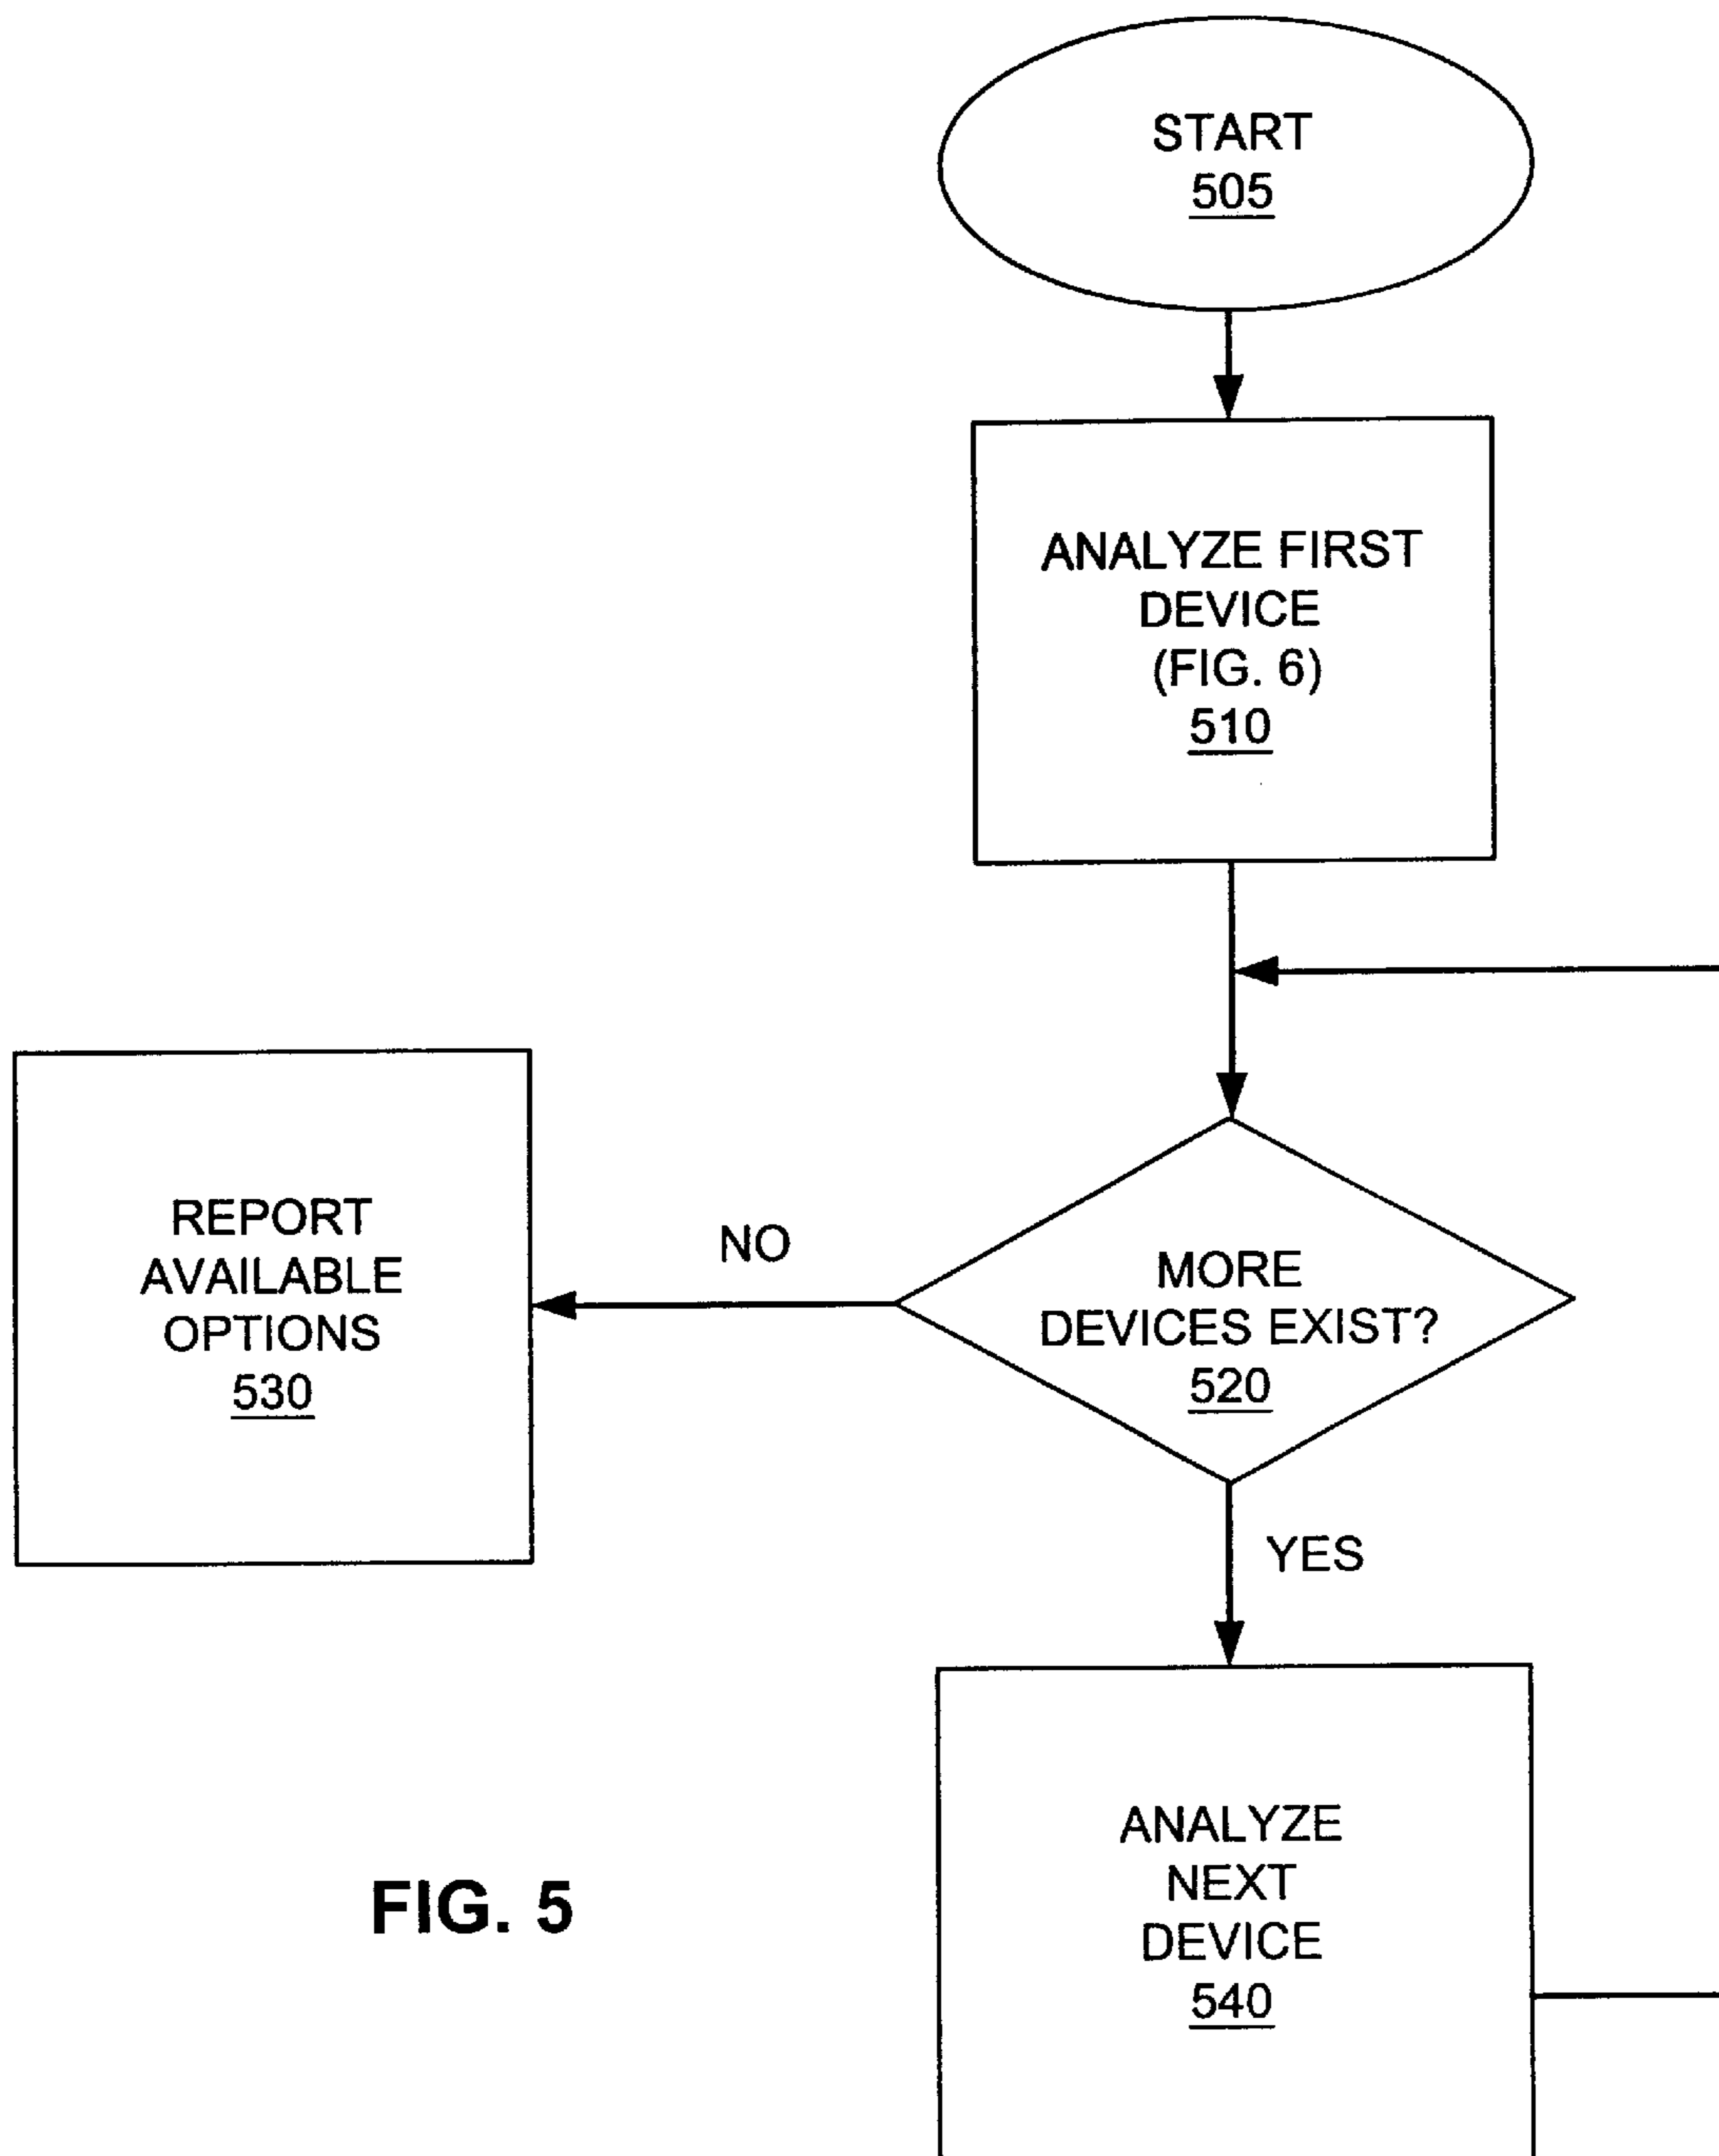 START
505
ANALYZE FIRST
DEVICE
(FIG. 6)
510
REPORT
AVAILABLE
OPTIONS
530
NO
MORE
DEVICES EXIST?
520
YES
ANALYZE
NEXT
DEVICE
540
FIG. 5